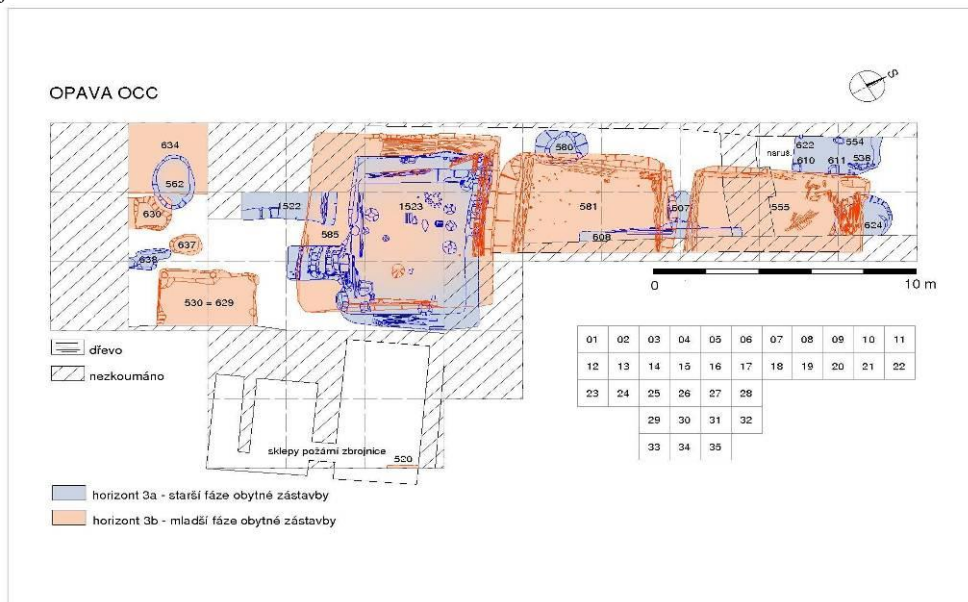 OPAVA OCC
S
634
562
630
637
638
530 = 629
1522
585
1523
580
581
607
608
naruš.
622
554
610
611
538
555
624
0
10 m
dřevo
nezkoumáno
01 02 03 04 05 06 07 08 09 10 11
12 13 14 15 16 17 18 19 20 21 22
23 24 25 26 27 28
29 30 31 32
33 34 35
sklepy požární zbrojnice
520
horizont 3a - starší fáze obytné zástavby
horizont 3b - mladší fáze obytné zástavby